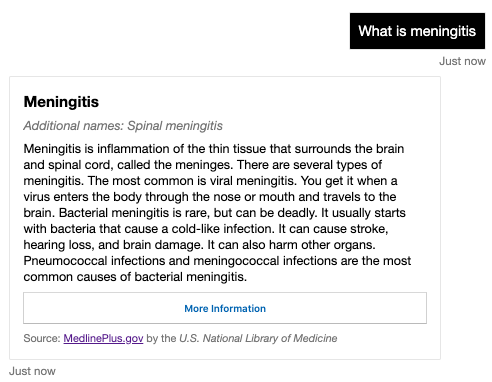 What is meningitis
Just now
Meningitis
Additional names: Spinal meningitis
Meningitis is inflammation of the thin tissue that surrounds the brain
and spinal cord, called the meninges. There are several types of
meningitis. The most common is viral meningitis. You get it when a
virus enters the body through the nose or mouth and travels to the
brain. Bacterial meningitis is rare, but can be deadly. It usually starts
with bacteria that cause a cold-like infection. It can cause stroke,
hearing loss, and brain damage. It can also harm other organs.
Pneumococcal infections and meningococcal infections are the most
common causes of bacterial meningitis.
More Information
Source: MedlinePlus.gov by the U.S. National Library of Medicine
Just now